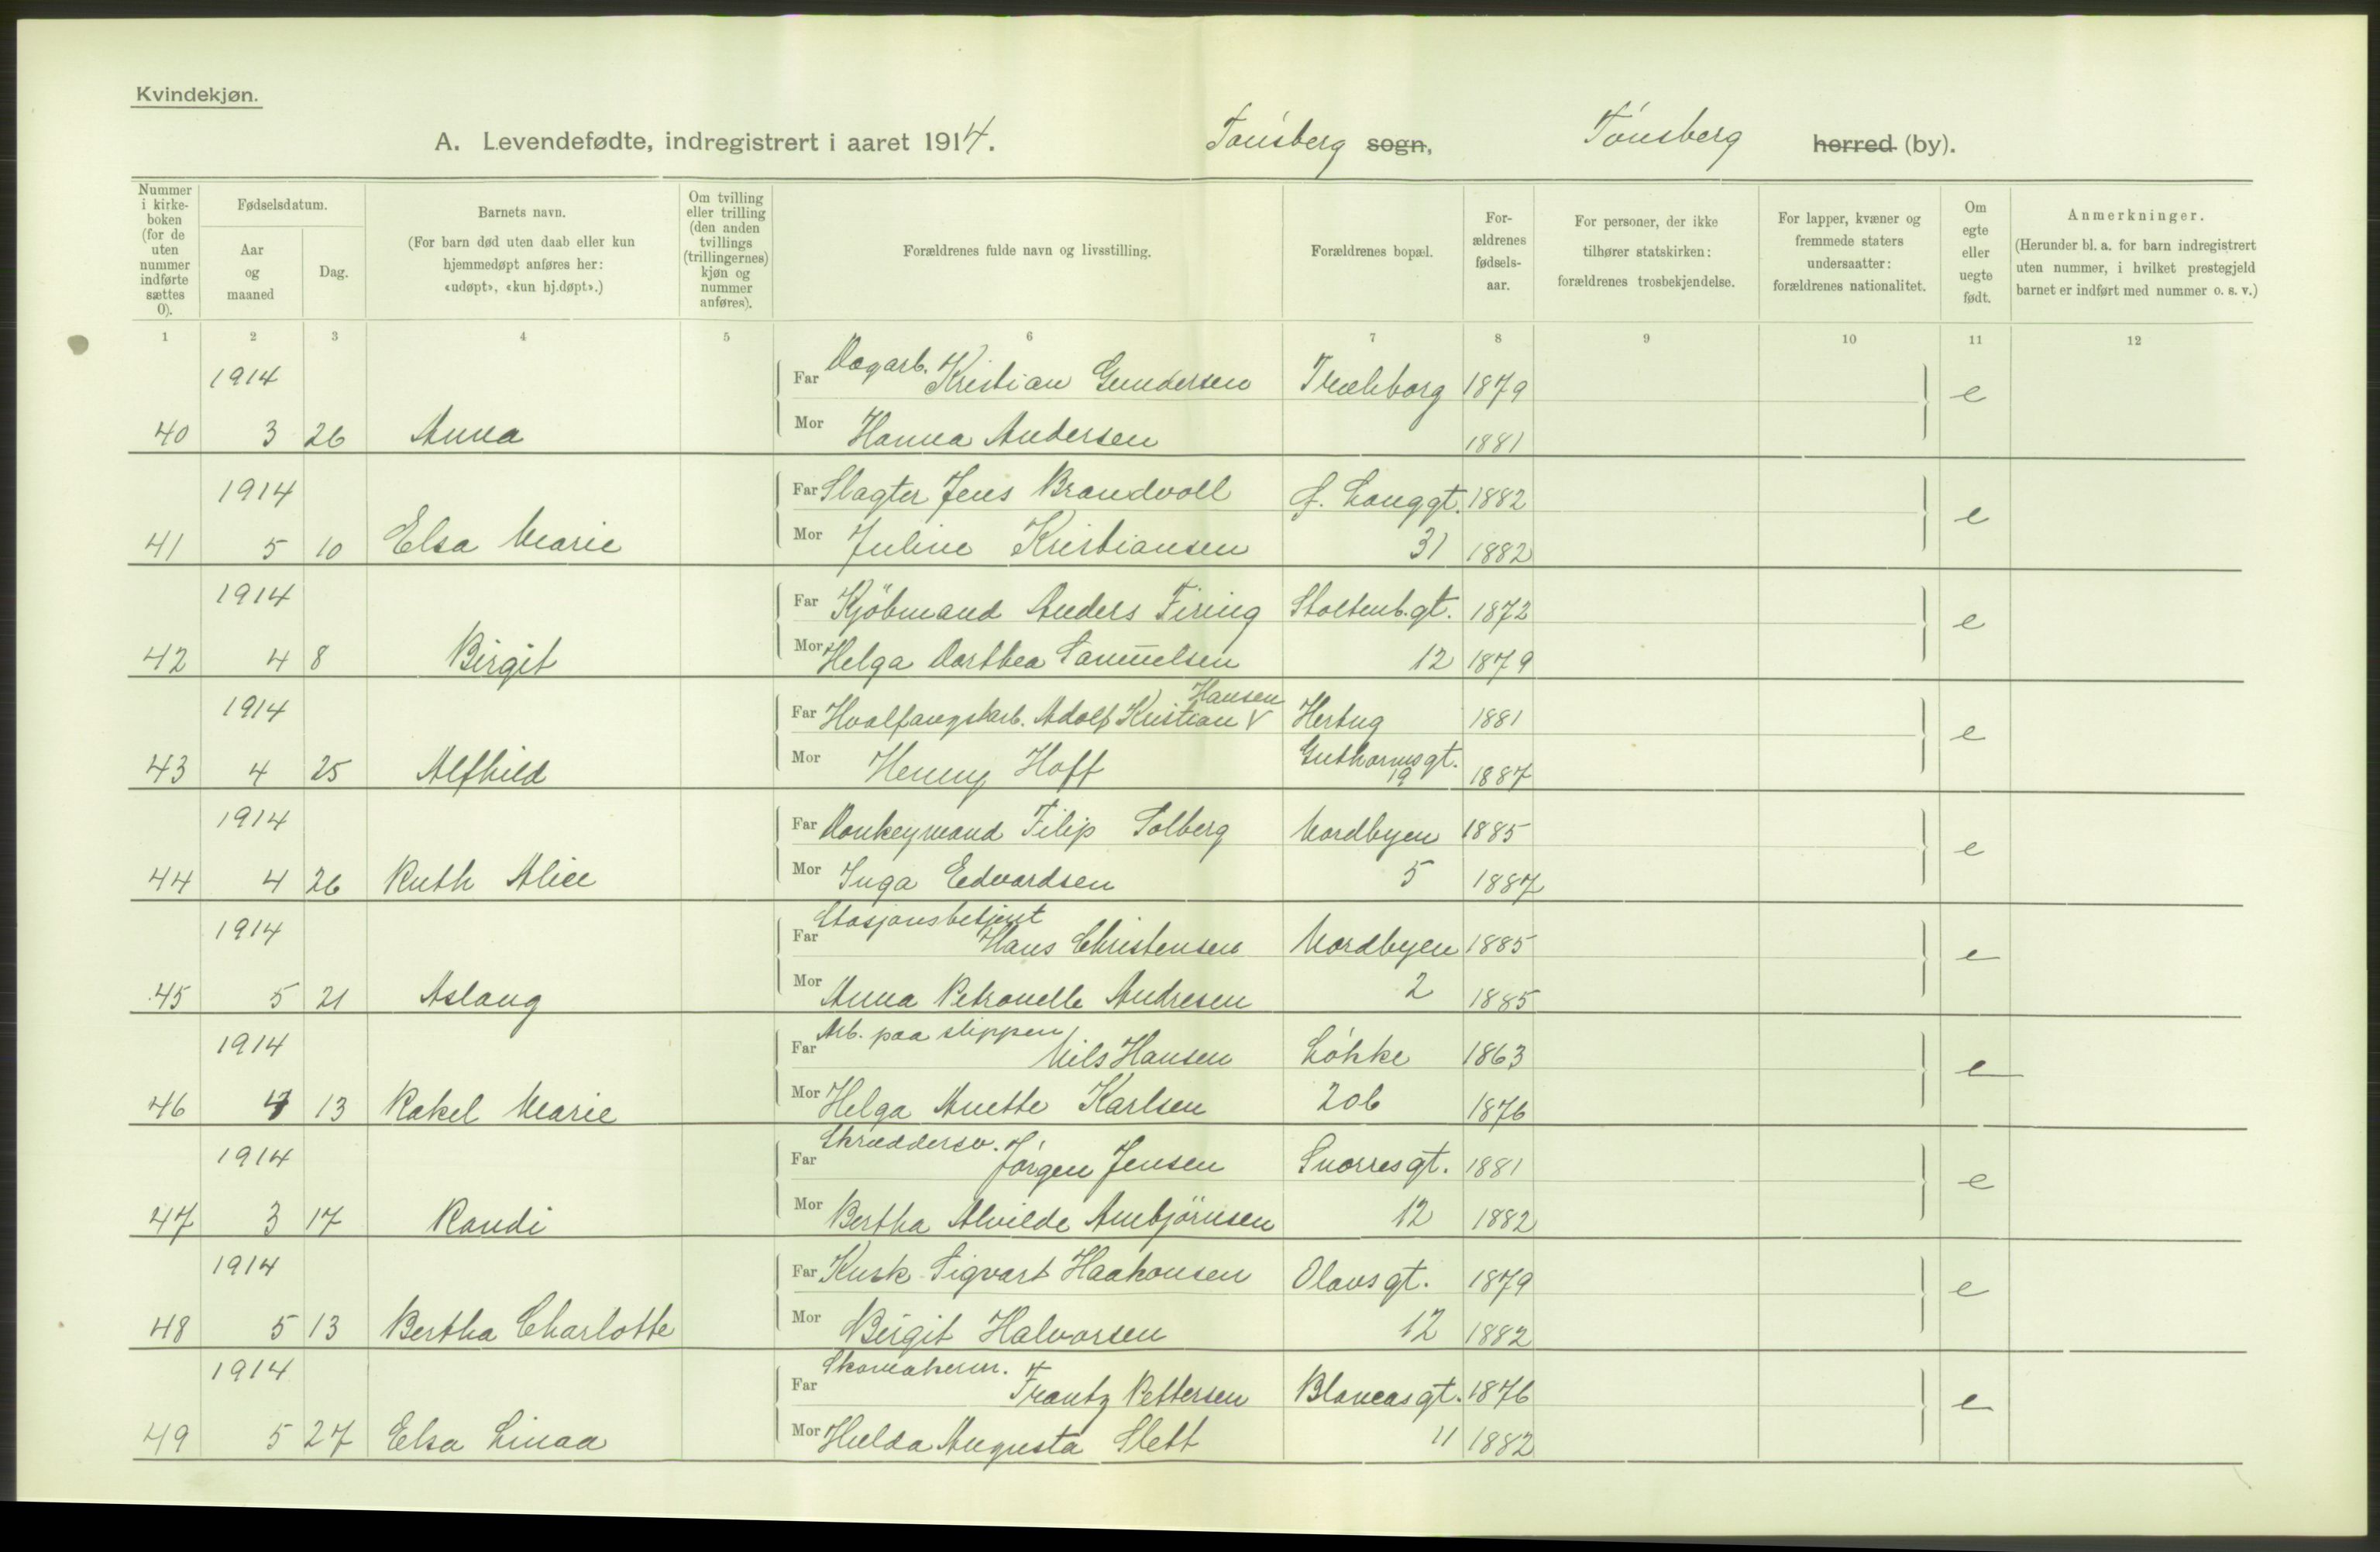 Kvindekjøn.
A. Levendefødte, indregistrert i aaret 1914. Tønsberg sogn, Tønsberg herred (by).
Nummer i kirkeboken (for de uten nummer indførte sættes 0).
Fødselsdatum.
Aar og maaned
Dag.
Barnets navn.
(For barn død uten daab eller kun hjemmedøpt anføres her: «udøpt», «kun hj.døpt».)
Om tvilling eller trilling (den anden tvillings (trillingernes) kjøn og nummer anføres).
Forældrenes fulde navn og livsstilling.
Forældrenes bopæl.
Forældrenes fødselsaar.
For personer, der ikke tilhører statskirken: forældrenes trosbekjendelse.
For lapper, kvæner og fremmede staters undersaatter: forældrenes nationalitet.
Om egte eller uegte født.
Anmerkninger.
(Herunder bl. a. for barn indregistrert uten nummer, i hvilket prestegjeld barnet er indført med nummer o. s. v.)
1 2 3 4 5 6 7 8 9 10 11 12
1914 Far Dagarb. Kristian Gundersen Træleborg 1879 e
40 3 26 Anna Mor Hanna Andersen 1881
1914 Far Slagter Jens Brandvoll f. Langgt. 1882 e
41 5 10 Elsa Marie Mor Juline Kristiansen 31 1882
1914 Far Kjöbmand Anders Firing Stoltenb.gt. 1872 e
42 4 8 Birgit Mor Helga Dorthea Samuelsen 12 1879
1914 Far Hvalfangstarb. Adolf Kristian Hansen Hertug 1881 e
43 4 25 Alfhild Mor Henny Hoff Guthormsgt. 19 1887
1914 Far Donkeymand Filip Solberg Nordbyen 1885 e
44 4 26 Ruth Alice Mor Inga Edvardsen 5 1887
1914 Far Stasjonsbetjent Hans Christensen Nordbyen 1885 e
45 5 21 Aslaug Mor Anna Petronelle Andresen 2 1885
1914 Far Arb. paa slippen Nils Hansen Løkke 1863 e
46 4 13 Rakel Marie Mor Helga Anette Karlsen 20b 1876
1914 Far Skræddersv. Jørgen Jensen Snorresgt. 1881 e
47 3 17 Randi Mor Bertha Alvilde Ambjörnsen 12 1882
1914 Far Kusk Sigvart Haakonsen Olavsgt. 1879 e
48 5 13 Bertha Charlotte Mor Birgit Halvorsen 12 1882
1914 Far Skomakerm. Frantz Pettersen Blancasgt. 1876 e
49 5 27 Elsa Linaa Mor Hulda Augusta Slett 11 1882